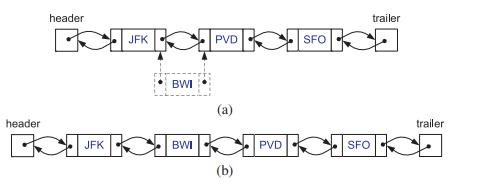 header trailer
JFK PVD SFO
BWI
(a)
header trailer
JFK BWI PVD SFO
(b)